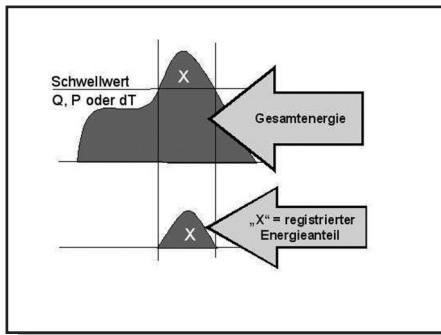 X
Schwellwert
Q, P oder dT
Gesamtenergie
„X“ = registrierter
Energieanteil
X